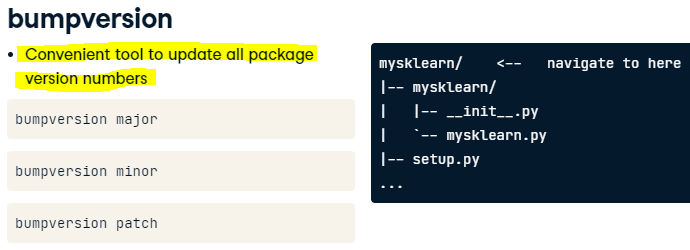 bumpversion
• Convenient tool to update all package
version numbers
bumpversion major
bumpversion minor
bumpversion patch
mysklearn/    <--   navigate to here
|-- mysklearn/
|   |-- __init__.py
|   `-- mysklearn.py
|-- setup.py
...